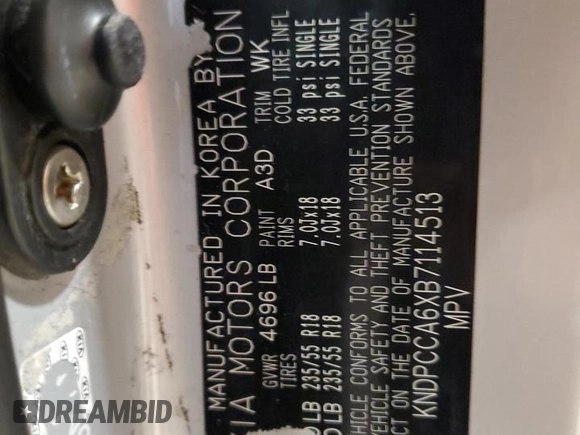 MANUFACTURED IN KOREA BY
KIA MOTORS CORPORATION
GVWR 4696 LB PAINT A3D TRIM WK
TIRES RIMS COLD TIRE INFL
LB 235/55 R18 7.0Jx18 33 psi SINGLE
LB 235/55 R18 7.0Jx18 33 psi SINGLE
VEHICLE CONFORMS TO ALL APPLICABLE U.S.A. FEDERAL
VEHICLE SAFETY AND THEFT PREVENTION STANDARDS
ECT ON THE DATE OF MANUFACTURE SHOWN ABOVE.
KNDPCCA6XB7114513
MPV
DREAMBID